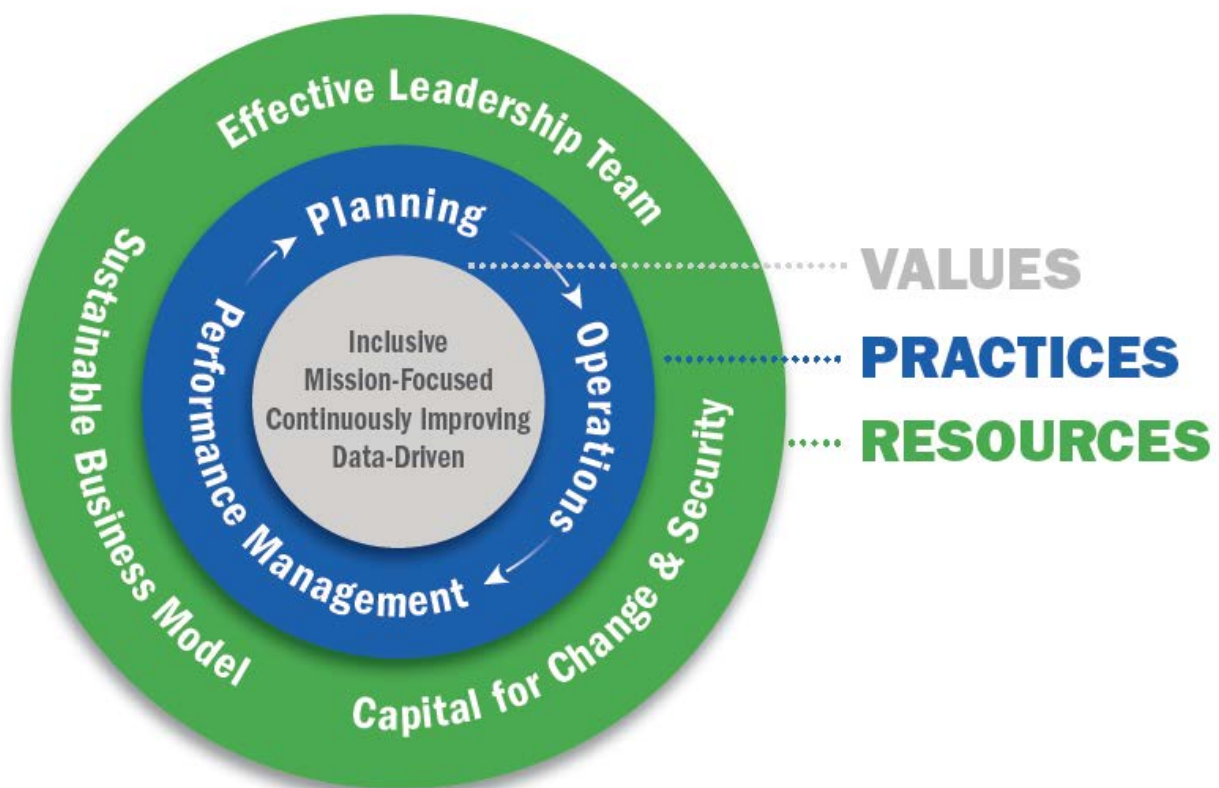 Effective Leadership Team
Planning
Operations
Performance Management
Inclusive
Mission-Focused
Continuously Improving
Data-Driven
Sustainable Business Model
Capital for Change & Security
VALUES
PRACTICES
RESOURCES